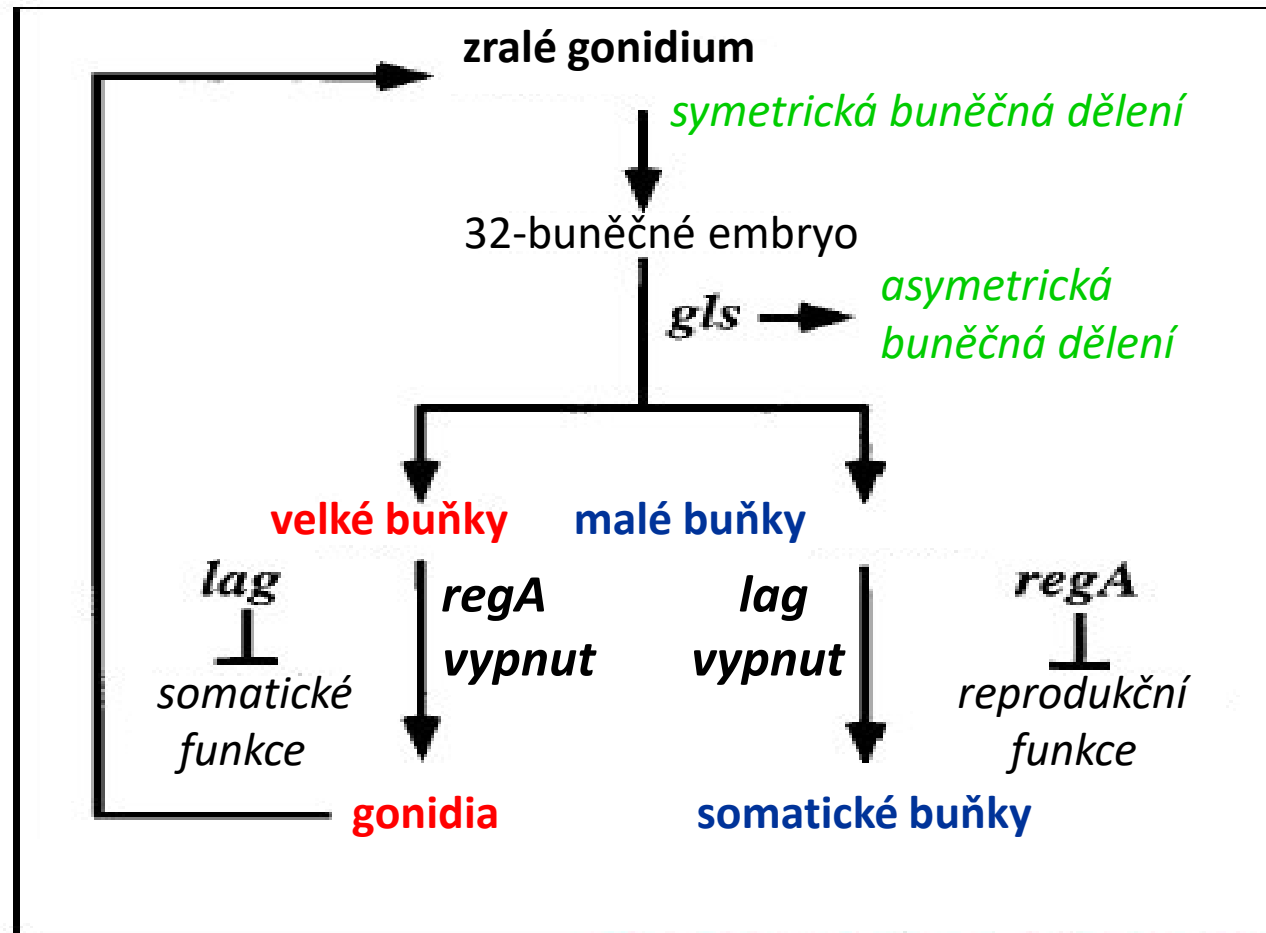 zralé gonidium
symetrická buněčná dělení
32-buněčné embryo
gls
asymetrická
buněčná dělení
velké buňky
malé buňky
lag
somatické
funkce
regA
vypnut
lag
vypnut
regA
reprodukční
funkce
gonidia
somatické buňky